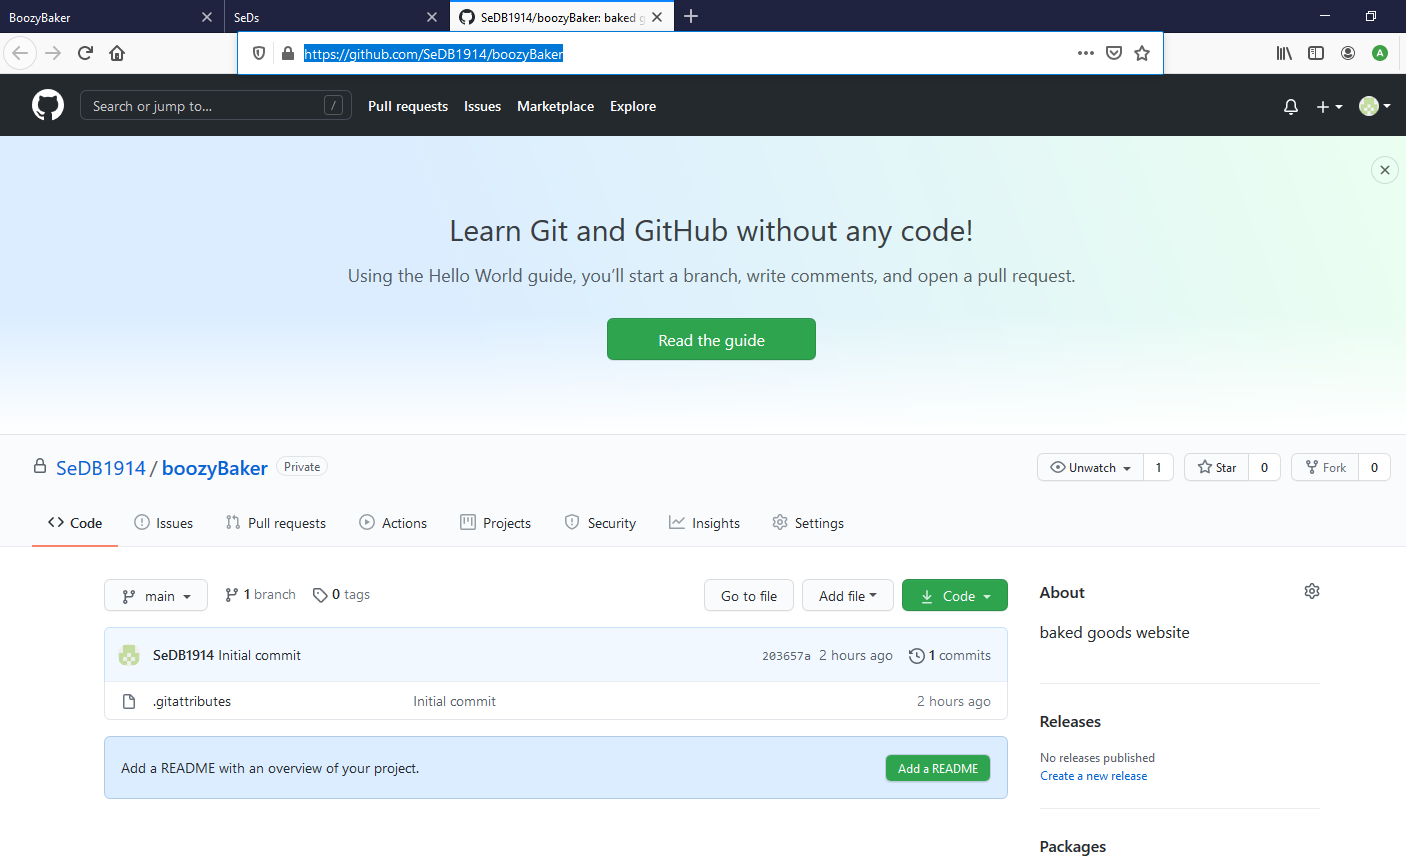 BoozyBaker
SeDs
SeDB1914/boozyBaker: baked g
https://github.com/SeDB1914/boozyBaker
A
Search or jump to...
/
Pull requests
Issues
Marketplace
Explore
Learn Git and GitHub without any code!
Using the Hello World guide, you’ll start a branch, write comments, and open a pull request.
Read the guide
SeDB1914 / boozyBaker Private
Unwatch 1
Star 0
Fork 0
Code
Issues
Pull requests
Actions
Projects
Security
Insights
Settings
main
1 branch
0 tags
Go to file
Add file
Code
SeDB1914 Initial commit
203657a 2 hours ago
1 commits
.gitattributes
Initial commit
2 hours ago
Add a README with an overview of your project.
Add a README
About
baked goods website
Releases
No releases published
Create a new release
Packages